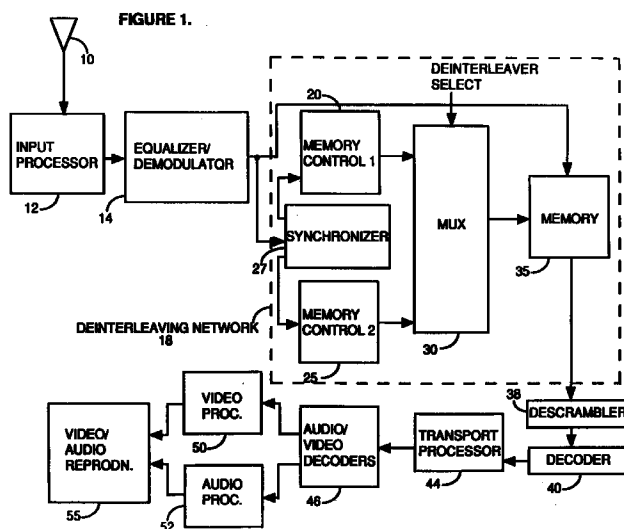 FIGURE 1.
10
INPUT
PROCESSOR
12
EQUALIZER/
DEMODULATOR
14
DEINTERLEAVER
SELECT
20
MEMORY
CONTROL 1
SYNCHRONIZER
27
MEMORY
CONTROL 2
25
MUX
30
MEMORY
35
DEINTERLEAVING NETWORK
18
38
DESCRAMBLER
DECODER
40
TRANSPORT
PROCESSOR
44
AUDIO/
VIDEO
DECODERS
46
VIDEO
PROC.
50
AUDIO
PROC.
52
VIDEO/
AUDIO
REPRODN.
55